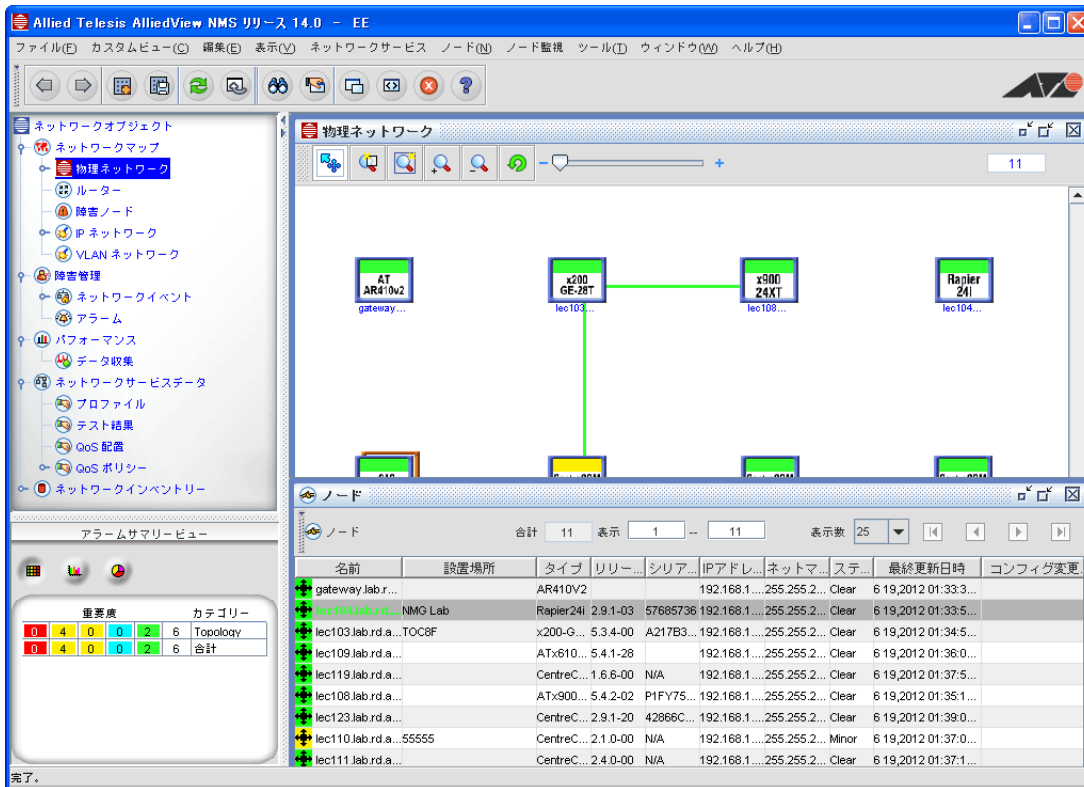 Allied Telesis AlliedView NMS リリース 14.0 － EE
ファイル(F) カスタムビュー(C) 編集(E) 表示(V) ネットワークサービス ノード(N) ノード監視 ツール(T) ウィンドウ(W) ヘルプ(H)
ネットワークオブジェクト
ネットワークマップ
物理ネットワーク
ルーター
障害ノード
IP ネットワーク
VLAN ネットワーク
障害管理
ネットワークイベント
アラーム
パフォーマンス
データ収集
ネットワークサービスデータ
プロファイル
テスト結果
QoS 配置
QoS ポリシー
ネットワークインベントリー
アラームサマリービュー
重要度 カテゴリー
0 4 0 0 2 6 Topology
0 4 0 0 2 6 合計
物理ネットワーク
11
AT AR410v2
gateway...
x200 GE-28T
lec103...
x900 24XT
lec108...
Rapier 24I
lec104...
ノード
ノード 合計 11 表示 1 -- 11 表示数 25
名前 設置場所 タイプ リリー... シリア... IPアドレ... ネットマ... ステ... 最終更新日時 コンフィグ変更
gateway.lab.r... AR410V2 192.168.1.... 255.255.2... Clear 6 19,2012 01:33:3...
lec104.lab.rd... NMG Lab Rapier24i 2.9.1-03 57685736 192.168.1.... 255.255.2... Clear 6 19,2012 01:33:5...
lec103.lab.rd.a... TOC8F x200-G... 5.3.4-00 A217B3... 192.168.1.... 255.255.2... Clear 6 19,2012 01:34:5...
lec109.lab.rd.a... ATx610... 5.4.1-28 192.168.1.... 255.255.2... Clear 6 19,2012 01:36:0...
lec119.lab.rd.a... CentreC... 1.6.6-00 N/A 192.168.1.... 255.255.2... Clear 6 19,2012 01:37:5...
lec108.lab.rd.a... ATx900... 5.4.2-02 P1FY75... 192.168.1.... 255.255.2... Clear 6 19,2012 01:35:1...
lec123.lab.rd.a... CentreC... 2.9.1-20 42866C... 192.168.1.... 255.255.2... Clear 6 19,2012 01:39:0...
lec110.lab.rd.a... 55555 CentreC... 2.1.0-00 N/A 192.168.1.... 255.255.2... Minor 6 19,2012 01:37:0...
lec111.lab.rd.a... CentreC... 2.4.0-00 N/A 192.168.1.... 255.255.2... Clear 6 19,2012 01:37:1...
完了。